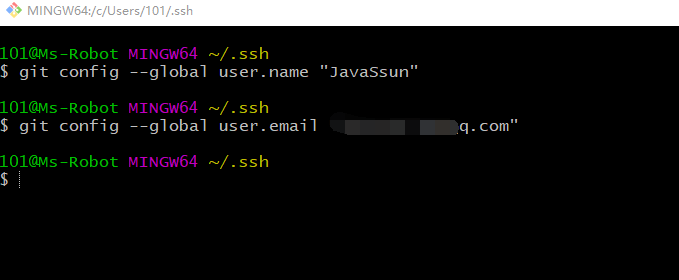 MINGW64:/c/Users/101/.ssh
101@Ms-Robot MINGW64 ~/.ssh
$ git config --global user.name "JavaSsun"
101@Ms-Robot MINGW64 ~/.ssh
$ git config --global user.email q.com"
101@Ms-Robot MINGW64 ~/.ssh
$